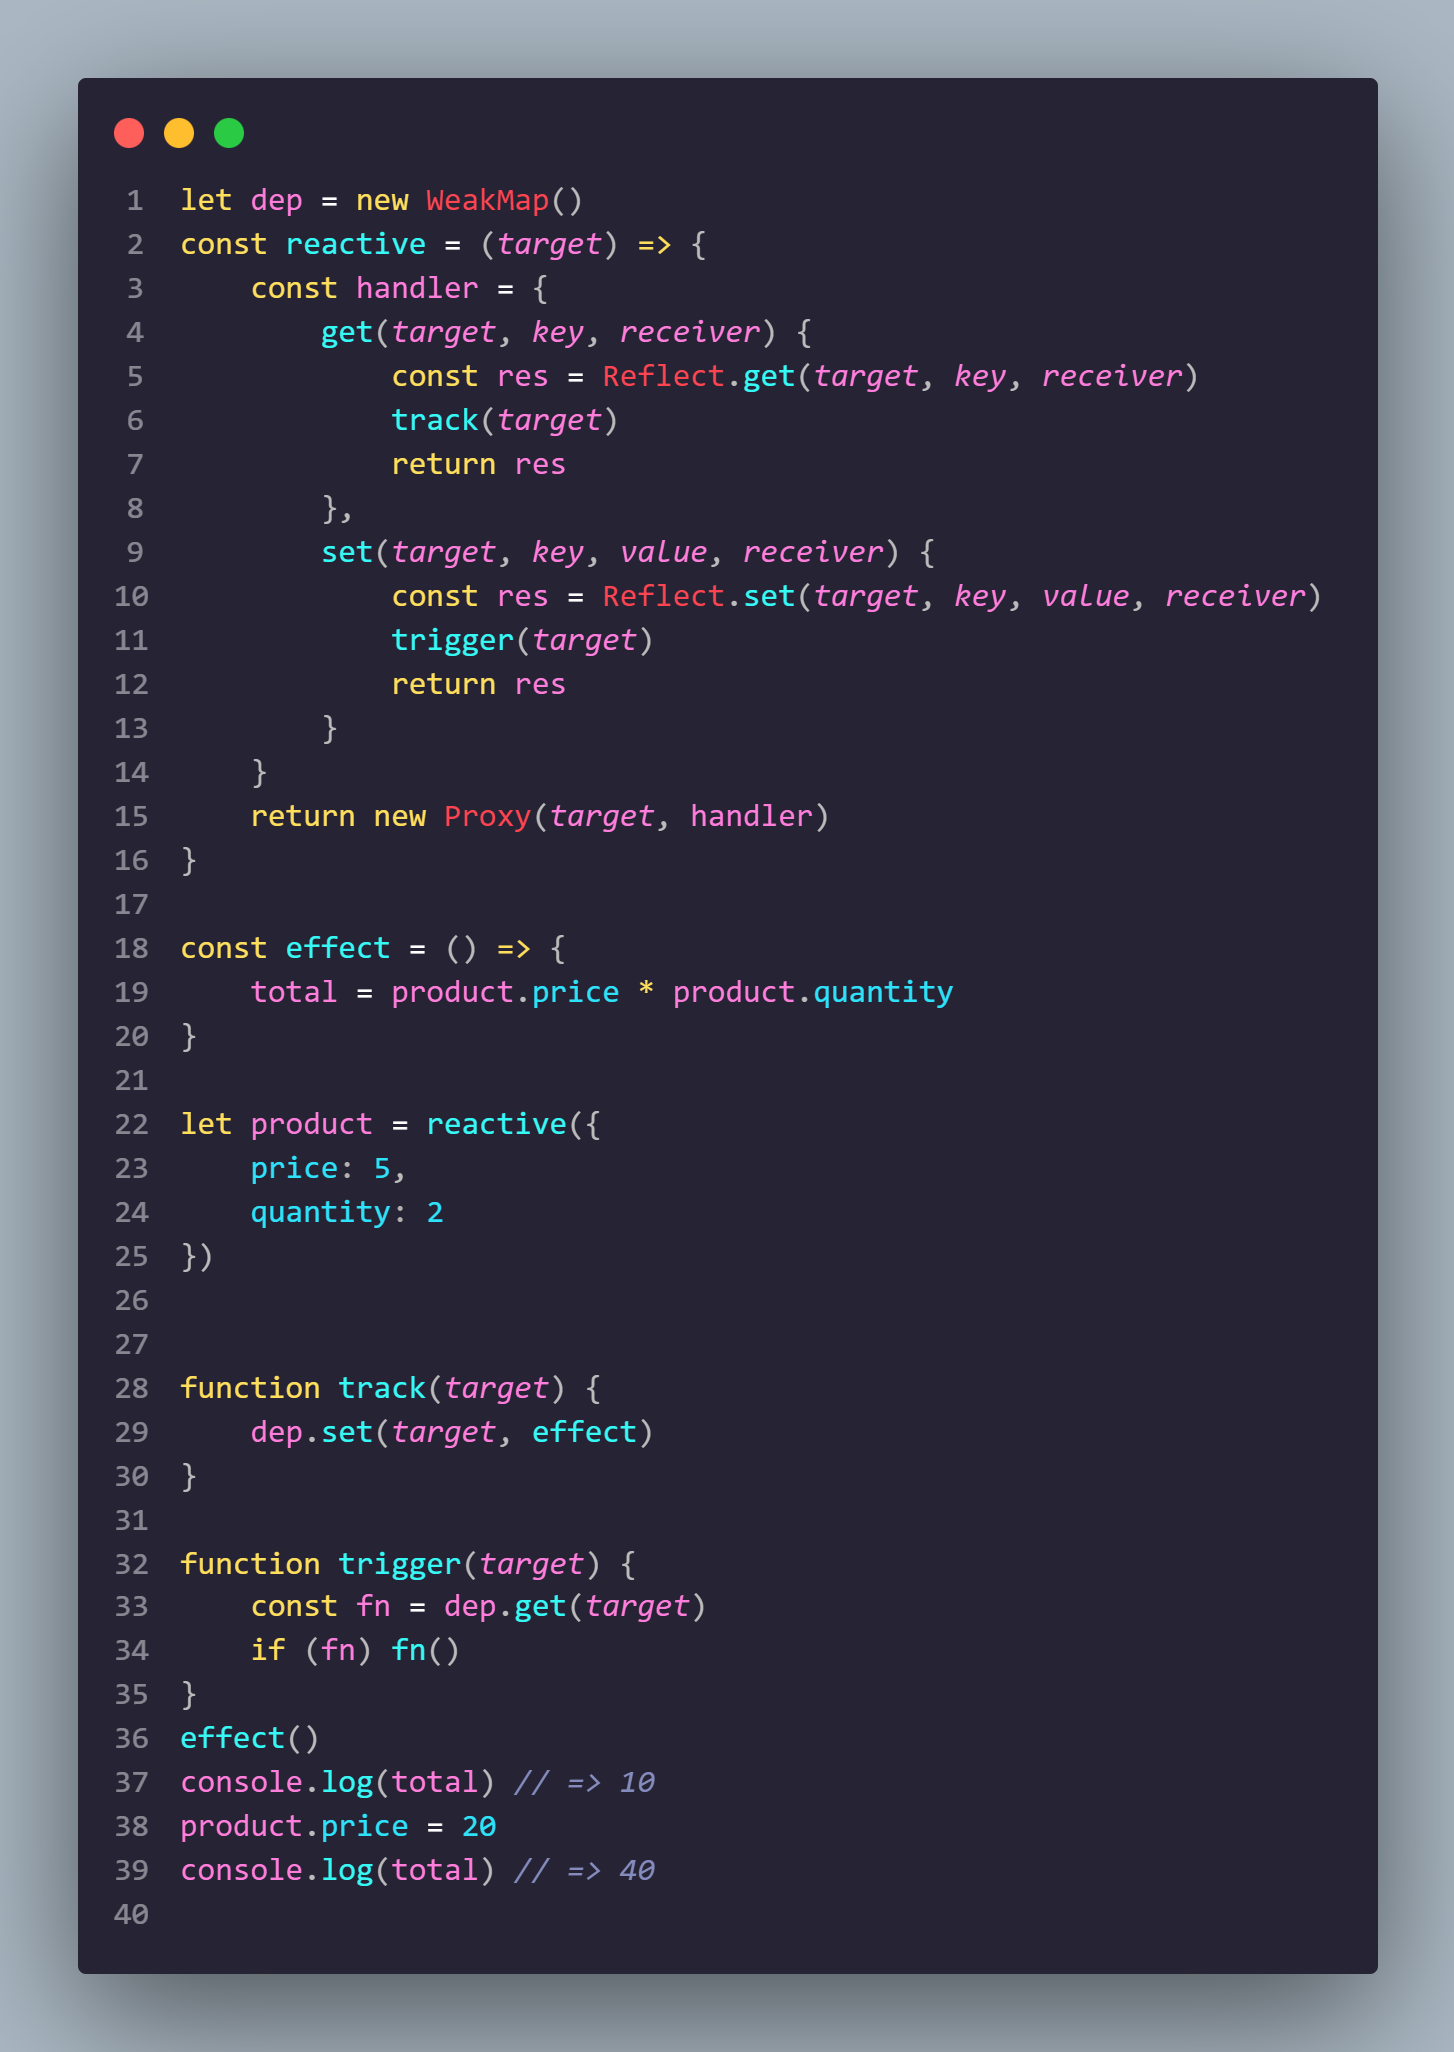 1 let dep = new WeakMap()
2 const reactive = (target) => {
3     const handler = {
4         get(target, key, receiver) {
5             const res = Reflect.get(target, key, receiver)
6             track(target)
7             return res
8         },
9         set(target, key, value, receiver) {
10             const res = Reflect.set(target, key, value, receiver)
11             trigger(target)
12             return res
13         }
14     }
15     return new Proxy(target, handler)
16 }
17
18 const effect = () => {
19     total = product.price * product.quantity
20 }
21
22 let product = reactive({
23     price: 5,
24     quantity: 2
25 })
26
27
28 function track(target) {
29     dep.set(target, effect)
30 }
31
32 function trigger(target) {
33     const fn = dep.get(target)
34     if (fn) fn()
35 }
36 effect()
37 console.log(total) // => 10
38 product.price = 20
39 console.log(total) // => 40
40